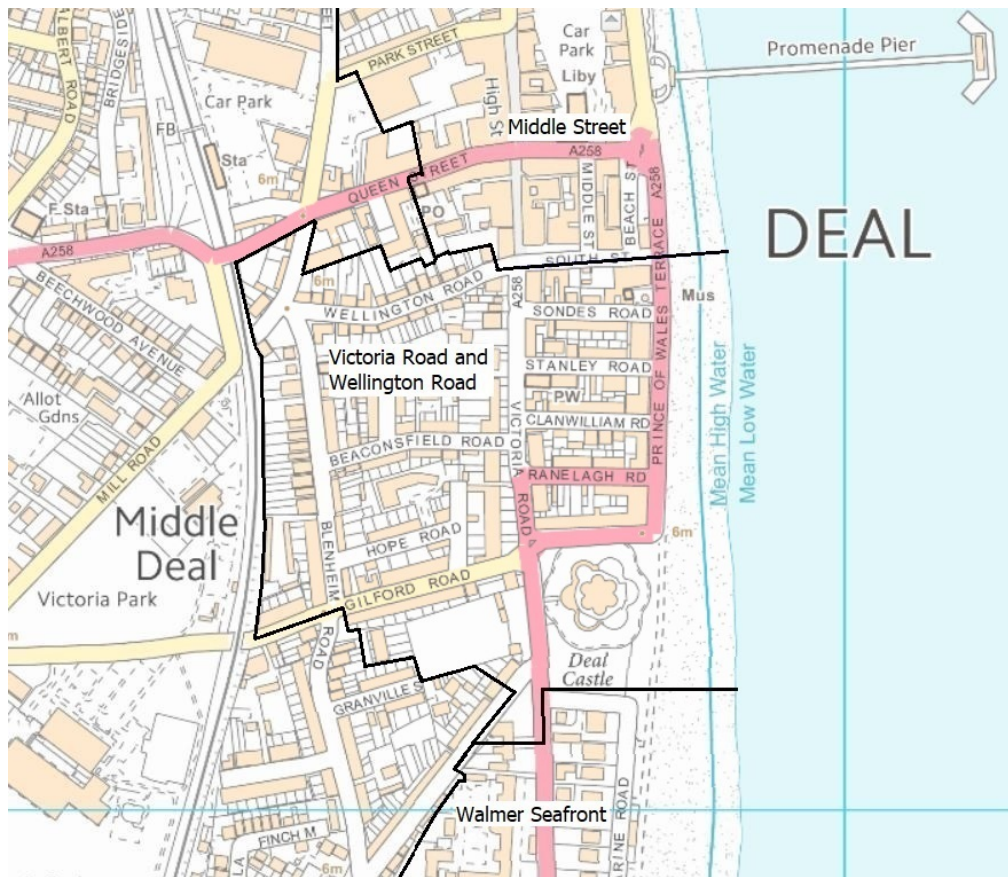 ALBERT ROAD
BRIDGESIDE
PARK STREET
Car
Park
Liby
Promenade Pier
High St
Car Park
FB
Sta
6m
Middle Street
A258
QUEEN STREET
PO
MIDDLE ST
BEACH ST
A258
F Sta
A258
DEAL
SOUTH ST
PRINCE OF WALES TERRACE
6m
WELLINGTON ROAD
A258
SONDES ROAD
Mus
BEECHWOOD AVENUE
Victoria Road and
Wellington Road
STANLEY ROAD
PW
Allot
Gdns
CLANWILLIAM RD
VICTORIA ROAD
BEACONSFIELD ROAD
RANELAGH RD
Mean High Water
Mean Low Water
MILL ROAD
Middle
Deal
BLENHEIM ROAD
HOPE ROAD
6m
GILFORD ROAD
Victoria Park
Deal
Castle
GRANVILLE S
Walmer Seafront
FINCH M
6m